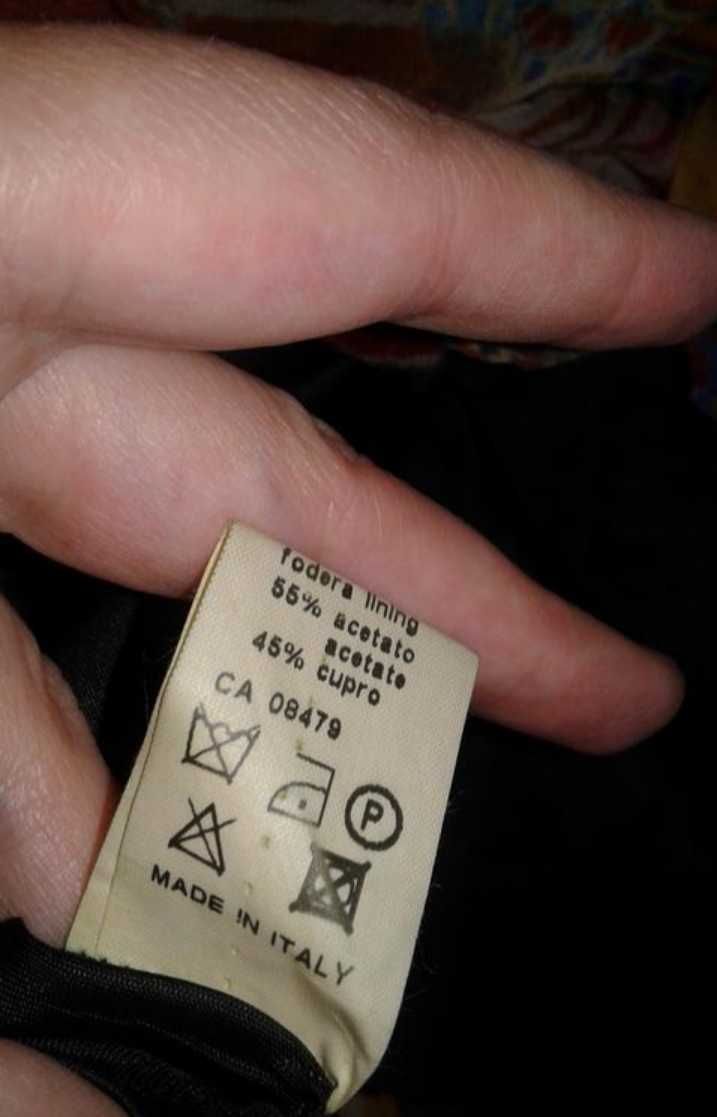 fodera lining
55% acetato
acetate
45% cupro
CA 08479
P
MADE IN ITALY